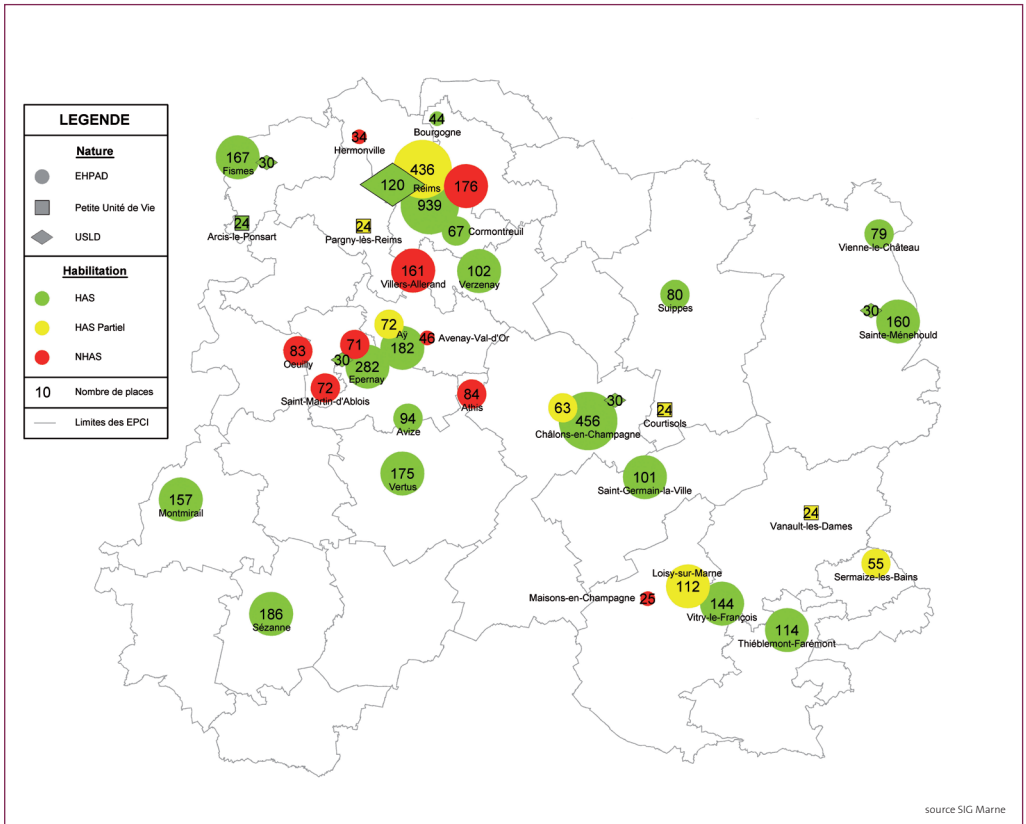 LEGENDE
Nature
EHPAD
Petite Unité de Vie
USLD
Habilitation
HAS
HAS Partiel
NHAS
10 Nombre de places
Limites des EPCI
44
Bourgogne
34
Hermonville
167
Fismes
30
436
Reims
120
176
939
67 Cormontreuil
24
Arcis-le-Ponsart
24
Pargny-lès-Reims
161
Villers-Allerand
102
Verzenay
79
Vienne-le-Château
80
Suippes
30
160
Sainte-Ménehould
72
Aÿ
182
46 Avenay-Val-d'Or
83
Oeuilly
71
30
282
Epernay
72
Saint-Martin-d'Ablois
84
Athis
94
Avize
63
456
30
Châlons-en-Champagne
24
Courtisols
175
Vertus
101
Saint-Germain-la-Ville
157
Montmirail
24
Vanault-les-Dames
55
Sermaize-les-Bains
Loisy-sur-Marne
112
Maisons-en-Champagne 25
144
Vitry-le-François
186
Sézanne
114
Thiéblemont-Farémont
source SIG Marne